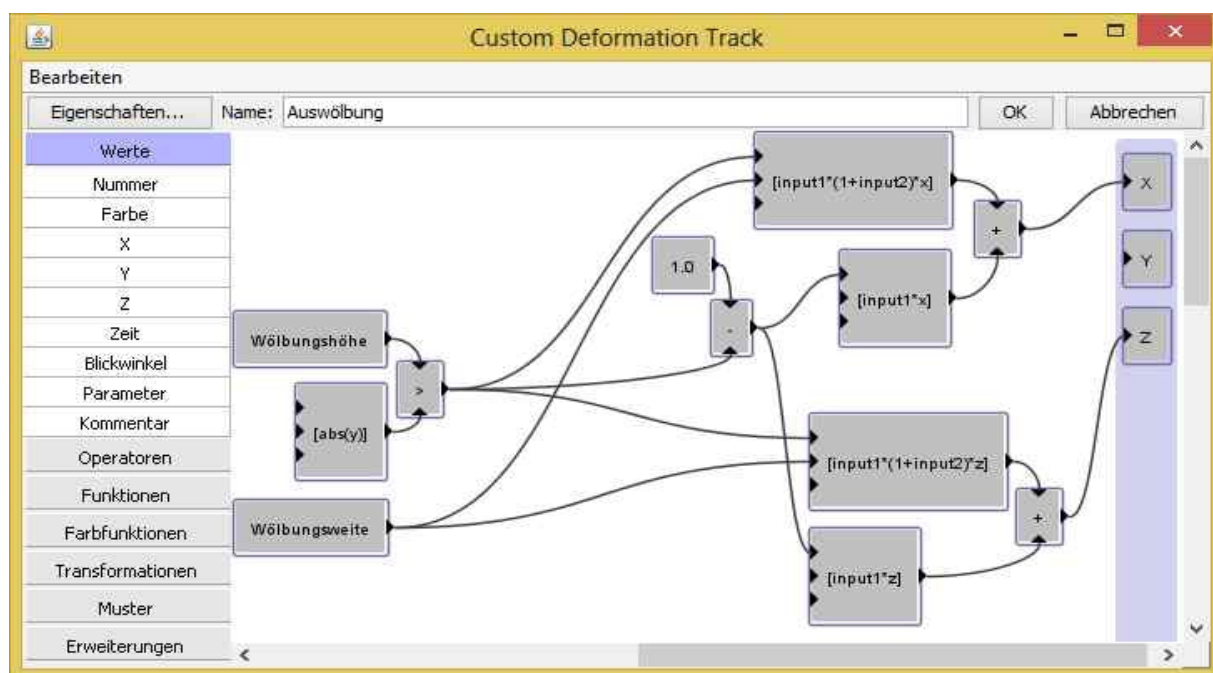 Custom Deformation Track
Bearbeiten
Eigenschaften... Name: Auswölbung OK Abbrechen
Werte
Nummer
Farbe
X
Y
Z
Zeit
Blickwinkel
Parameter
Kommentar
Operatoren
Funktionen
Farbfunktionen
Transformationen
Muster
Erweiterungen
Wölbungshöhe
[abs(y)]
Wölbungsweite
>
1.0
-
[input1*(1+input2)*x]
[input1*x]
+
[input1*(1+input2)*z]
[input1*z]
+
X
Y
Z